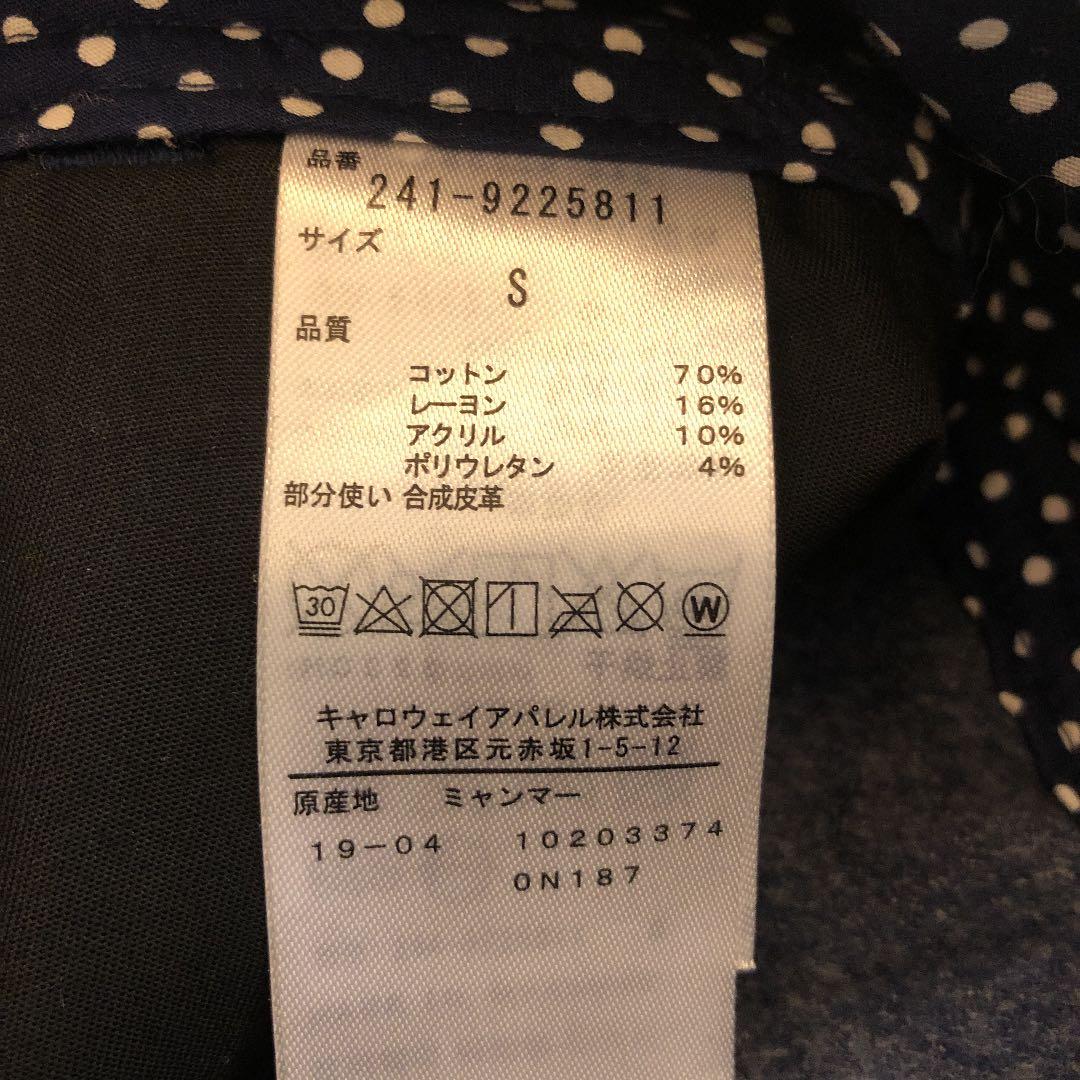 品番
241-9225811
サイズ
S
品質
コットン 70%
レーヨン 16%
アクリル 10%
ポリウレタン 4%
部分使い 合成皮革
30
W
キャロウェイアパレル株式会社
東京都港区元赤坂1-5-12
原産地 ミャンマー
19-04 10203374
0N187